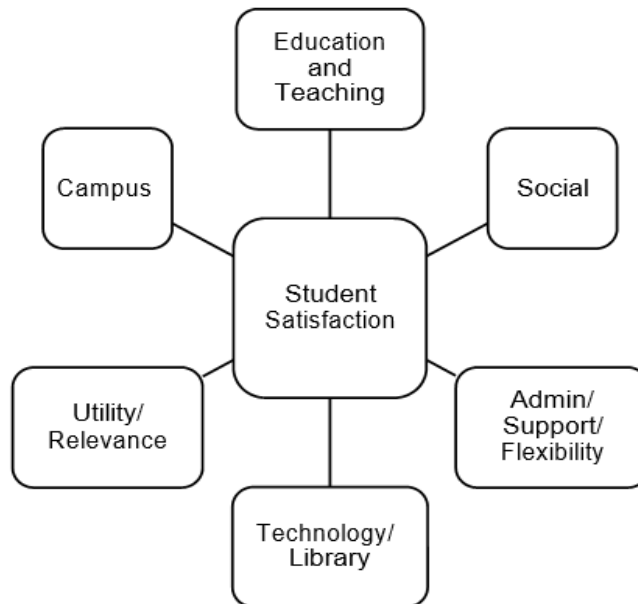 Education
and
Teaching
Campus
Social
Student
Satisfaction
Utility/
Relevance
Admin/
Support/
Flexibility
Technology/
Library